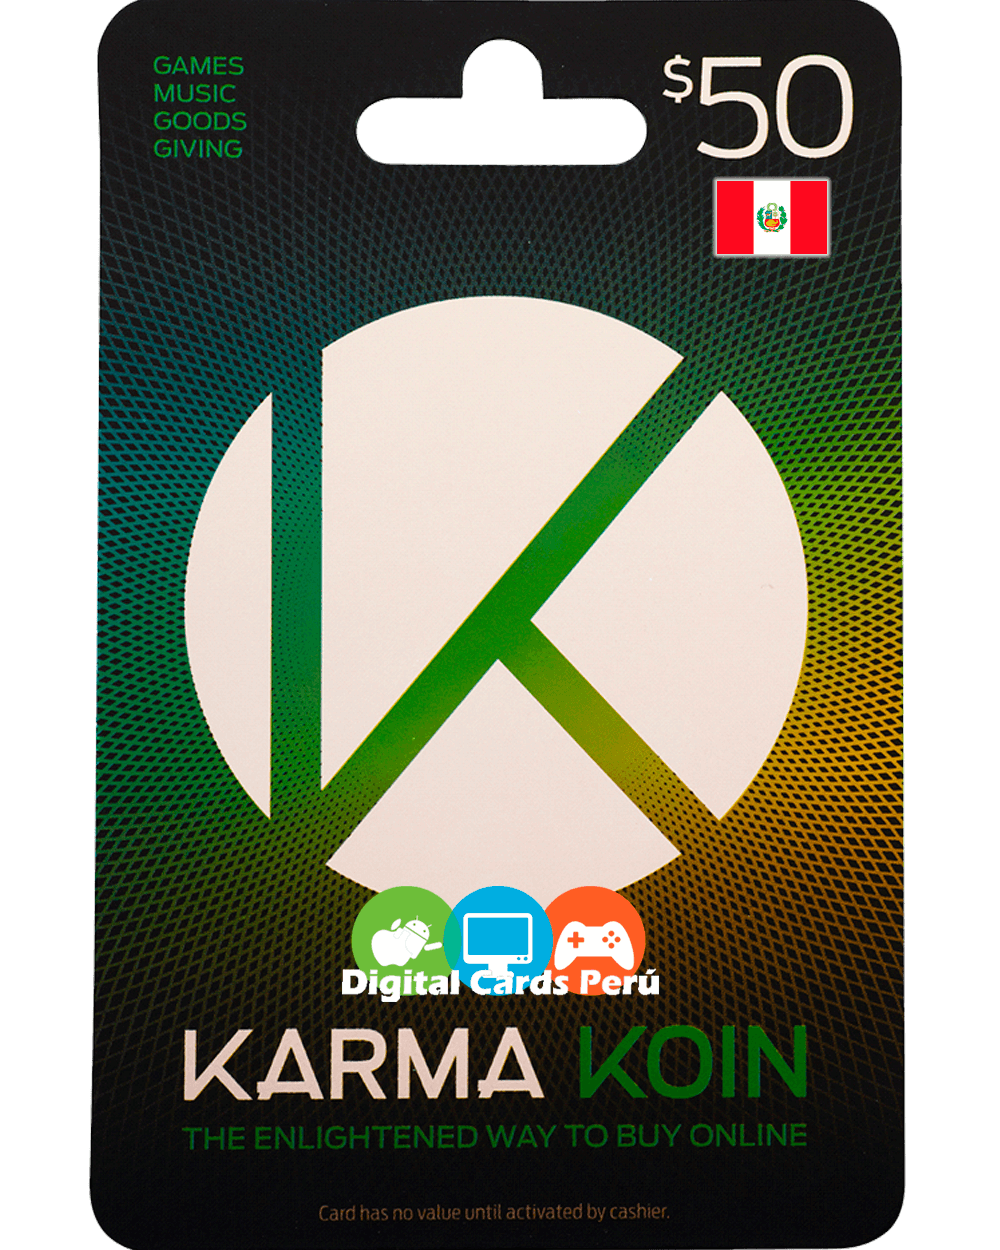 GAMES
MUSIC
GOODS
GIVING
$50
Digital Cards Perú
KARMA KOIN
THE ENLIGHTENED WAY TO BUY ONLINE
Card has no value until activated by cashier.